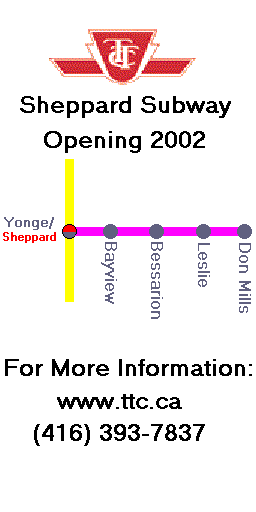 TTC
Sheppard Subway
Opening 2002
Yonge/
Sheppard
Bayview
Bessarion
Leslie
Don Mills
For More Information:
www.ttc.ca
(416) 393-7837